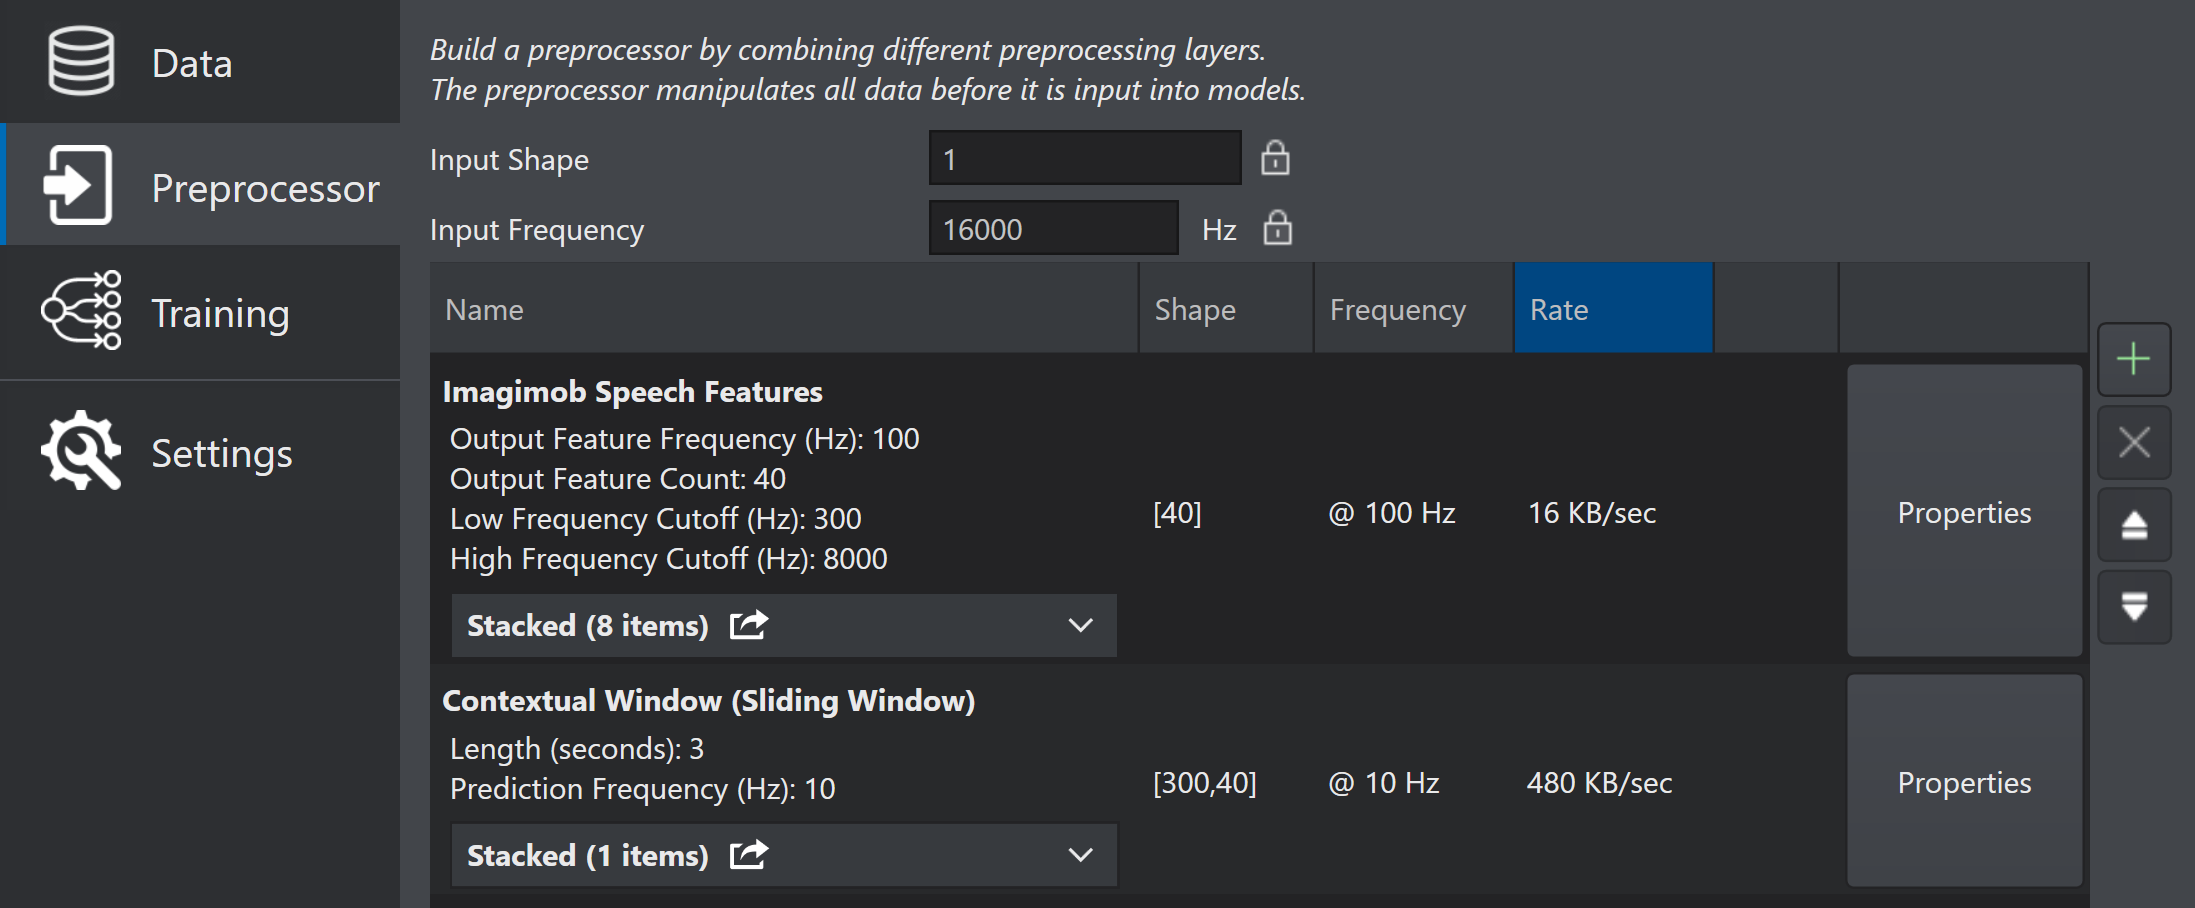 Data
Preprocessor
Training
Settings
Build a preprocessor by combining different preprocessing layers.
The preprocessor manipulates all data before it is input into models.
Input Shape 1
Input Frequency 16000 Hz
Name Shape Frequency Rate
Imagimob Speech Features
Output Feature Frequency (Hz): 100
Output Feature Count: 40
Low Frequency Cutoff (Hz): 300
High Frequency Cutoff (Hz): 8000
[40] @ 100 Hz 16 KB/sec Properties
Stacked (8 items)
Contextual Window (Sliding Window)
Length (seconds): 3
Prediction Frequency (Hz): 10
[300,40] @ 10 Hz 480 KB/sec Properties
Stacked (1 items)